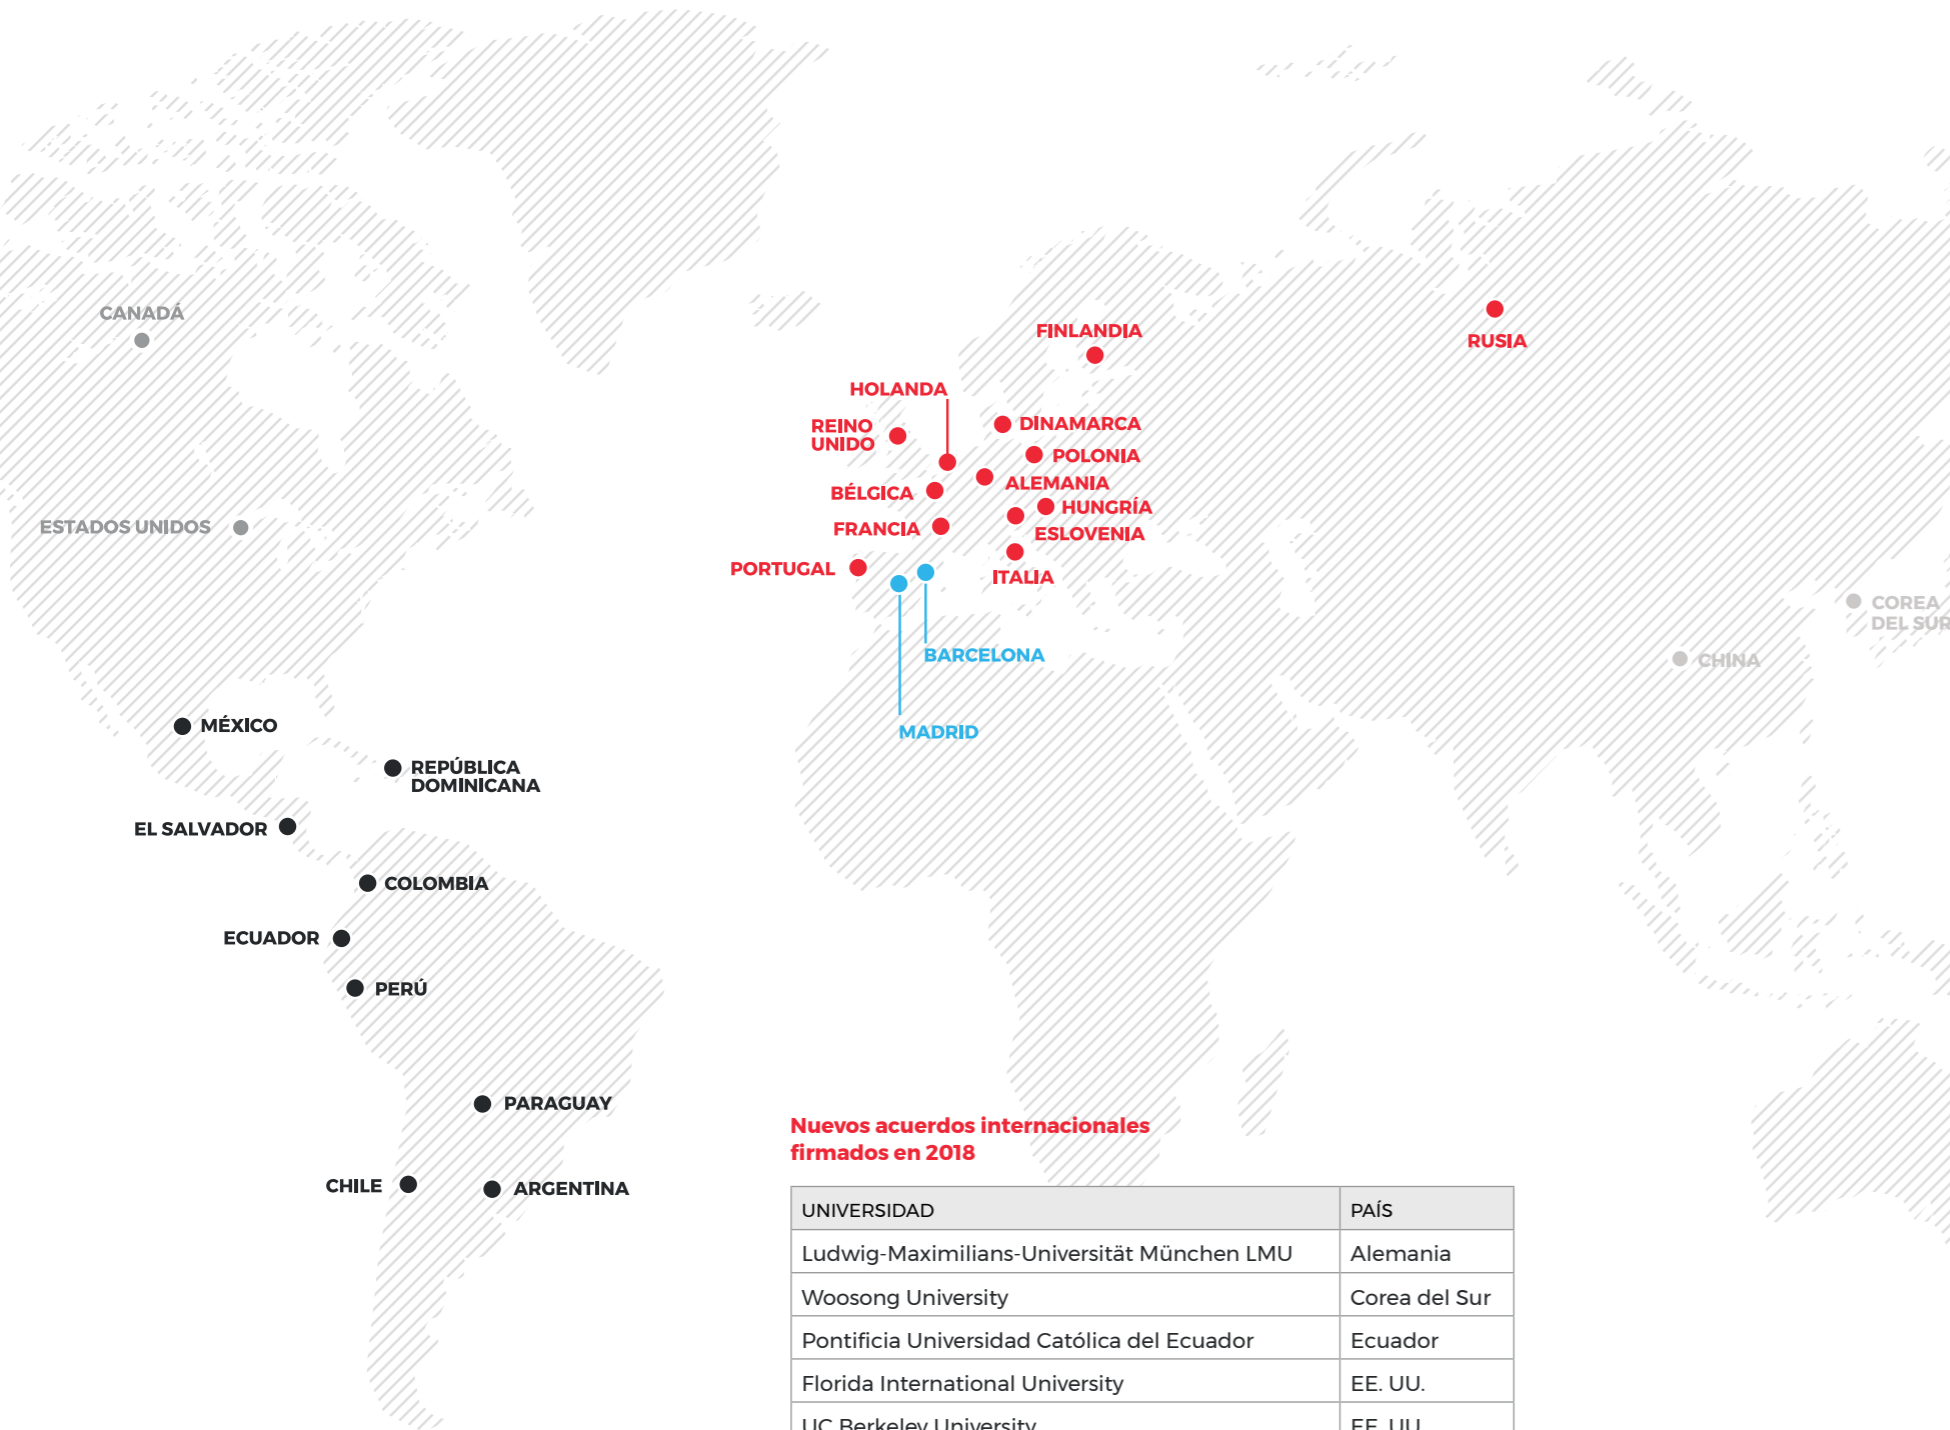 CANADÁ
FINLANDIA
RUSIA
HOLANDA
REINO
UNIDO
DINAMARCA
POLONIA
BÉLGICA
ALEMANIA
HUNGRÍA
ESTADOS UNIDOS
FRANCIA
ESLOVENIA
PORTUGAL
ITALIA
COREA
DEL SUR
BARCELONA
CHINA
MÉXICO
MADRID
REPÚBLICA
DOMINICANA
EL SALVADOR
COLOMBIA
ECUADOR
PERÚ
PARAGUAY
CHILE
ARGENTINA
Nuevos acuerdos internacionales
firmados en 2018
UNIVERSIDAD PAÍS
Ludwig-Maximilians-Universität München LMU Alemania
Woosong University Corea del Sur
Pontificia Universidad Católica del Ecuador Ecuador
Florida International University EE. UU.
UC Berkeley University EE. UU.